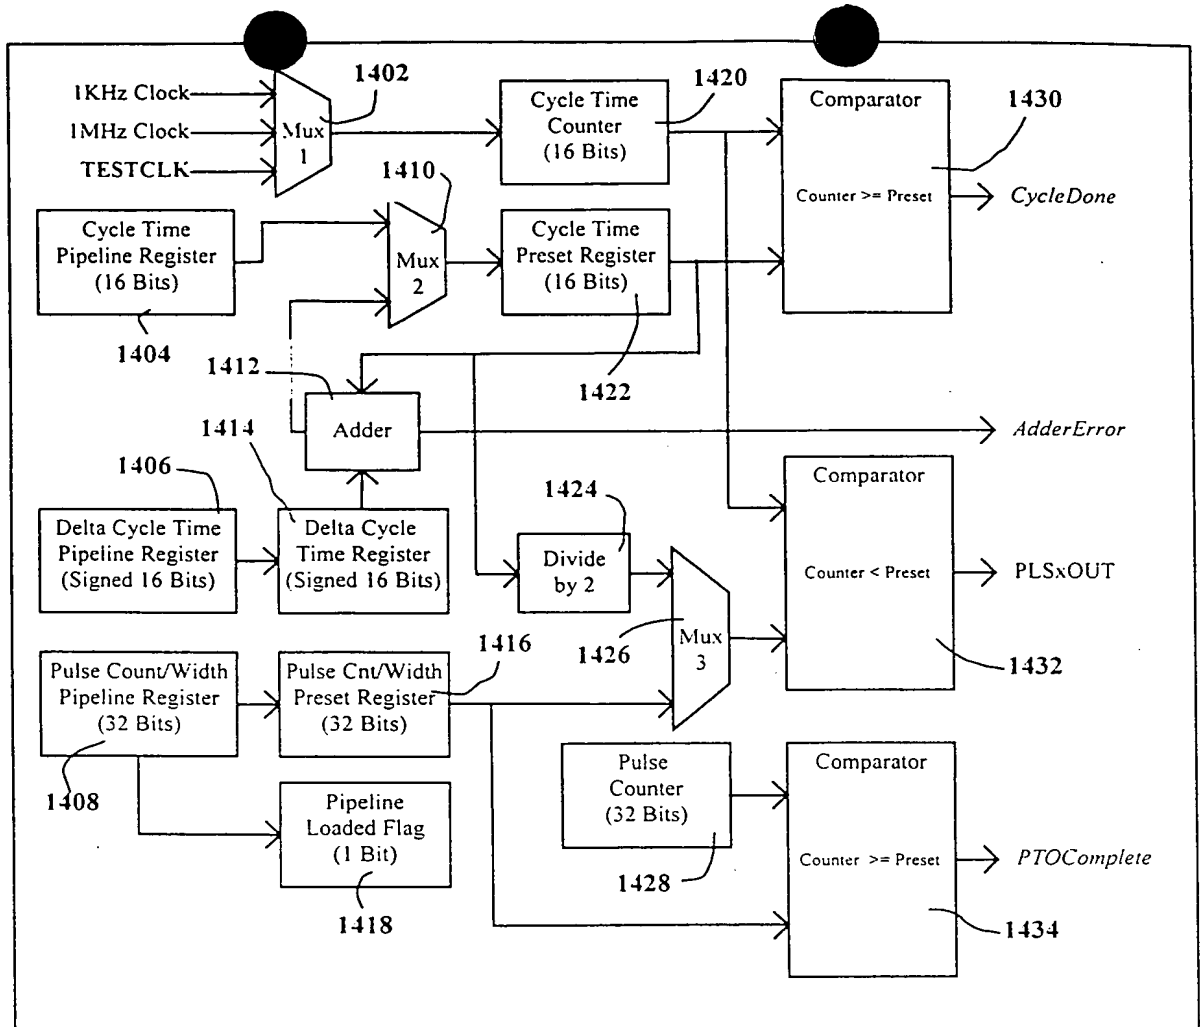 1KHz Clock
1MHz Clock
TESTCLK
Mux
1
1402
Cycle Time
Counter
(16 Bits)
1420
Comparator
Counter >= Preset
1430
CycleDone
Cycle Time
Pipeline Register
(16 Bits)
1404
Mux
2
1410
Cycle Time
Preset Register
(16 Bits)
1422
1412
Adder
AdderError
1406
Delta Cycle Time
Pipeline Register
(Signed 16 Bits)
1414
Delta Cycle
Time Register
(Signed 16 Bits)
1424
Divide
by 2
1426
Mux
3
Comparator
Counter < Preset
PLSxOUT
1432
Pulse Count/Width
Pipeline Register
(32 Bits)
1408
Pulse Cnt/Width
Preset Register
(32 Bits)
1416
Pipeline
Loaded Flag
(1 Bit)
1418
Pulse
Counter
(32 Bits)
1428
Comparator
Counter >= Preset
PTOComplete
1434